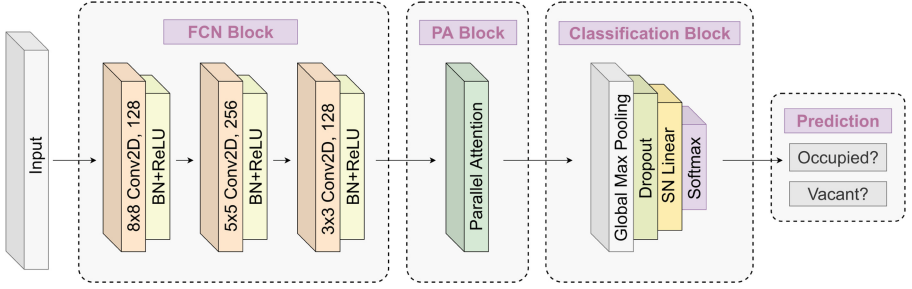 FCN Block
PA Block
Classification Block
Input
8x8 Conv2D, 128
BN+ReLU
5x5 Conv2D, 256
BN+ReLU
3x3 Conv2D, 128
BN+ReLU
Parallel Attention
Global Max Pooling
Dropout
SN Linear
Softmax
Prediction
Occupied?
Vacant?